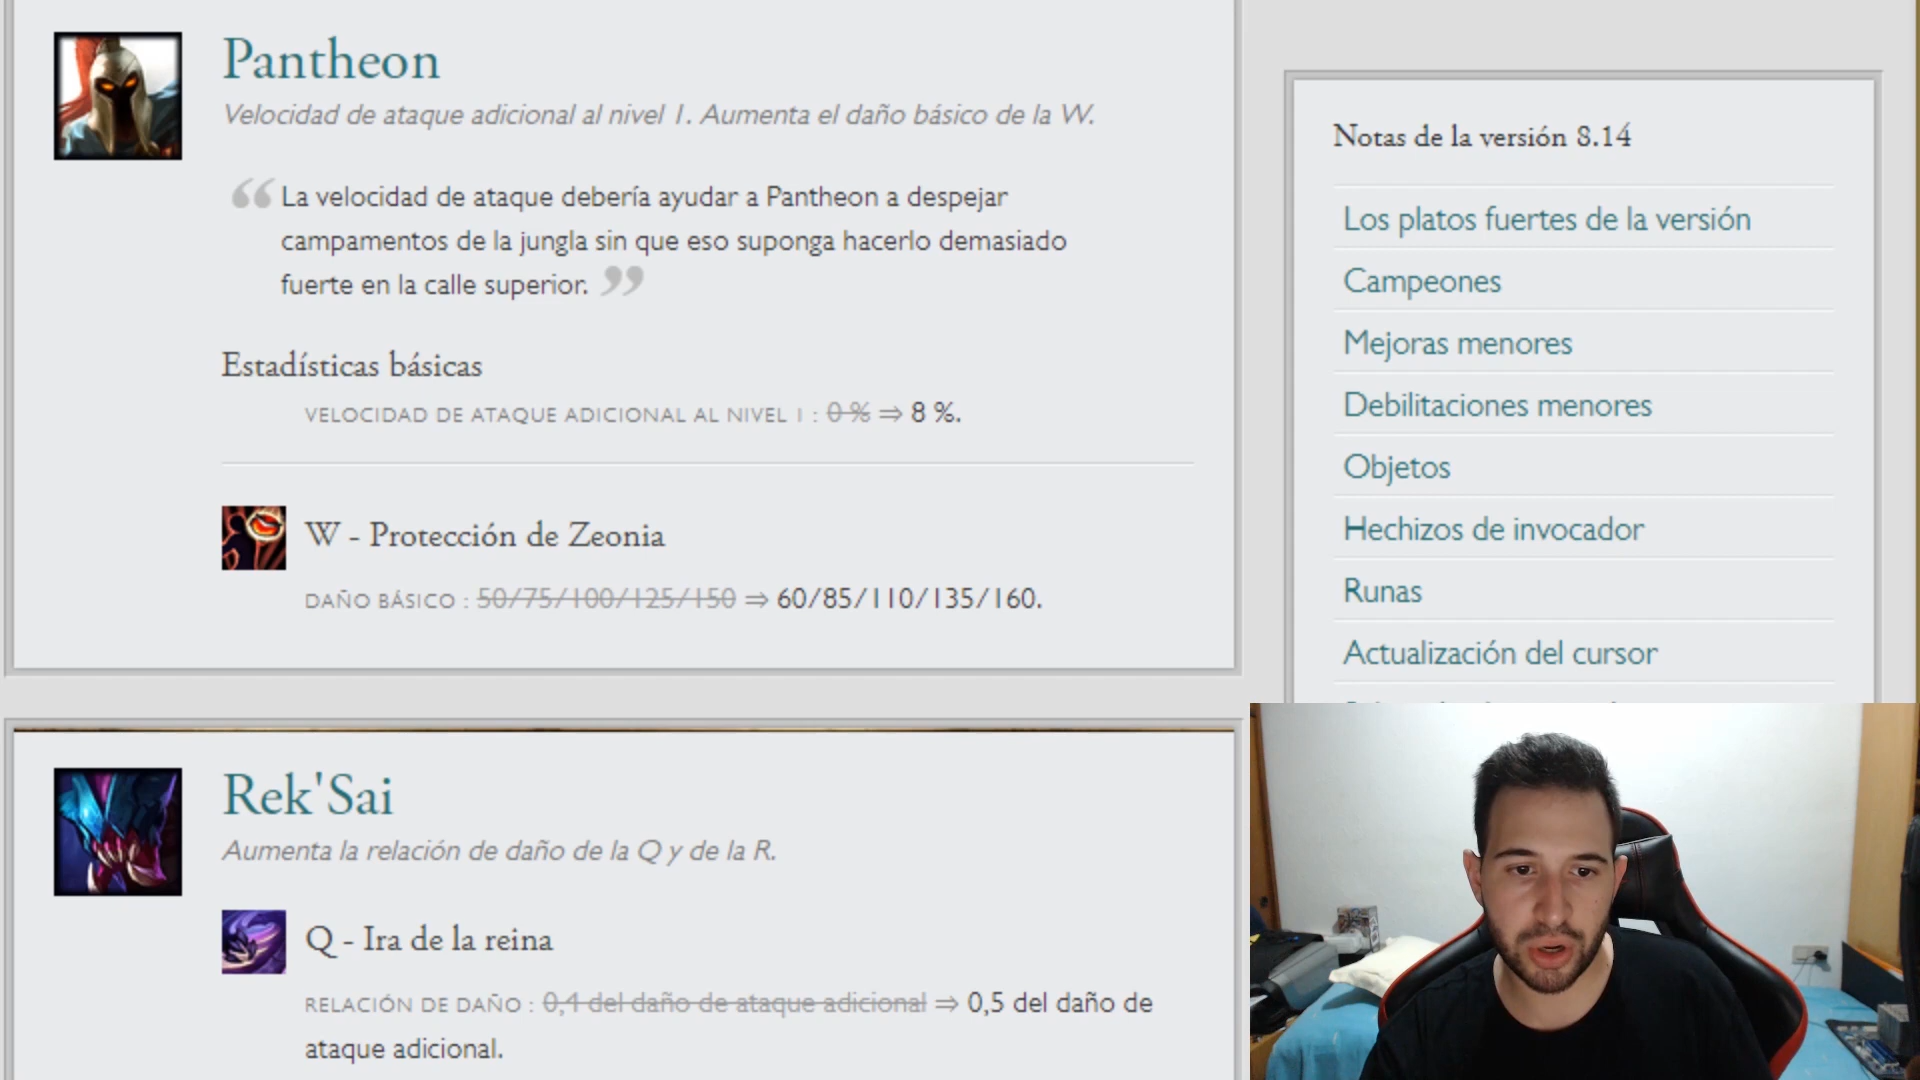 Pantheon
Velocidad de ataque adicional al nivel 1. Aumenta el daño básico de la W.
“ La velocidad de ataque debería ayudar a Pantheon a despejar
campamentos de la jungla sin que eso suponga hacerlo demasiado
fuerte en la calle superior. ”
Estadísticas básicas
VELOCIDAD DE ATAQUE ADICIONAL AL NIVEL 1 : 0 % ⇒ 8 %.
W - Protección de Zeonia
DAÑO BÁSICO : 50/75/100/125/150 ⇒ 60/85/110/135/160.
Rek'Sai
Aumenta la relación de daño de la Q y de la R.
Q - Ira de la reina
RELACIÓN DE DAÑO : 0,4 del daño de ataque adicional ⇒ 0,5 del daño de
ataque adicional.
Notas de la versión 8.14
Los platos fuertes de la versión
Campeones
Mejoras menores
Debilitaciones menores
Objetos
Hechizos de invocador
Runas
Actualización del cursor